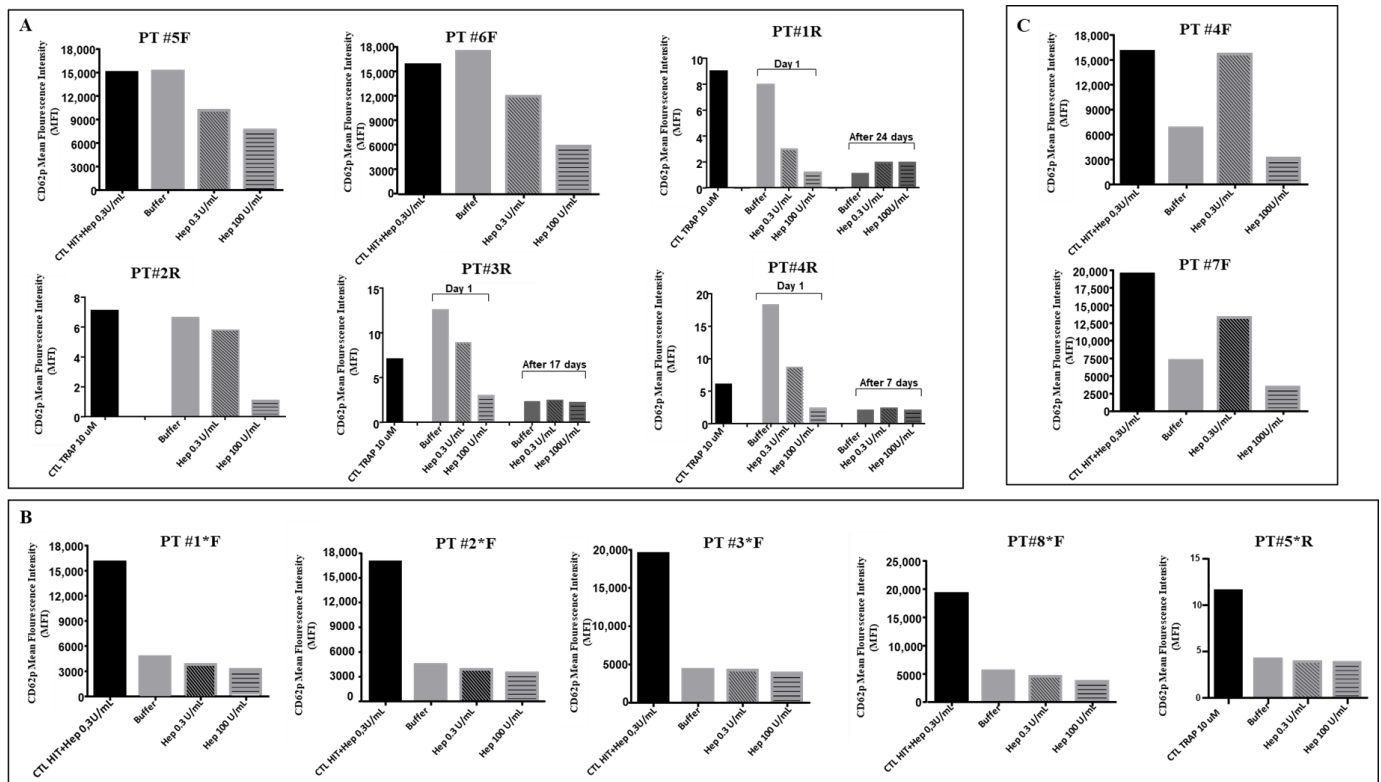 A
PT #5F
CD62p Mean Flourescence Intensity
(MFI)
18,000
15,000
12,000
9000
6000
3000
0
CTL HIT+Hep 0,3U/mL
Buffer
Hep 0.3 U/mL
Hep 100 U/mL
PT #6F
CD62p Mean Flourescence Intensity
(MFI)
18,000
15,000
12,000
9000
6000
3000
0
CTL HIT+Hep 0,3U/mL
Buffer
Hep 0.3 U/mL
Hep 100 U/mL
PT#1R
CD62p Mean Flourescence Intensity
(MFI)
10
8
6
4
2
0
Day 1
After 24 days
CTL TRAP 10 uM
Buffer
Hep 0.3 U/mL
Hep 100 U/mL
Buffer
Hep 0.3 U/mL
Hep 100U/mL
PT#2R
CD62p Mean Flourescence Intensity
(MFI)
8
6
4
2
0
CTL TRAP 10 uM
Buffer
Hep 0.3 U/mL
Hep 100 U/mL
PT#3R
CD62p Mean Flourescence Intensity
(MFI)
15
10
5
0
Day 1
After 17 days
CTL TRAP 10 uM
Buffer
Hep 0.3 U/mL
Hep 100 U/mL
Buffer
Hep 0.3 U/mL
Hep 100U/mL
PT#4R
CD62p Mean Flourescence Intensity
(MFI)
20
15
10
5
0
Day 1
After 7 days
CTL TRAP 10 uM
Buffer
Hep 0.3 U/mL
Hep 100 U/mL
Buffer
Hep 0.3 U/mL
Hep 100U/mL
C
PT #4F
CD62p Mean Flourescence Intensity
(MFI)
18,000
15,000
12,000
9000
6000
3000
0
CTL HIT+Hep 0,3U/mL
Buffer
Hep 0.3U/mL
Hep 100 U/mL
PT #7F
CD62p Mean Flourescence Intensity
(MFI)
20,000
17,500
15,000
12,500
10,000
7500
5000
2500
0
CTL HIT+Hep 0,3U/mL
Buffer
Hep 0.3U/mL
Hep 100U/mL
B
PT #1*F
CD62p Mean Flourescence Intensity
(MFI)
18,000
15,000
12,000
9000
6000
3000
0
CTL HIT+Hep 0,3U/mL
Buffer
Hep 0.3 U/mL
Hep 100 U/mL
PT #2*F
CD62p Mean Flourescence Intensity
(MFI)
18,000
15,000
12,000
9000
6000
3000
0
CTL HIT+Hep 0,3U/mL
Buffer
Hep 0.3 U/mL
Hep 100 U/mL
PT #3*F
CD62p Mean Flourescence Intensity
(MFI)
20,000
15,000
10,000
5000
0
CTL HIT+Hep 0,3U/mL
Buffer
Hep 0.3 U/mL
Hep 100 U/mL
PT#8*F
CD62p Mean Flourescence Intensity
(MFI)
25,000
20,000
15,000
10,000
5000
0
CTL HIT+Hep 0,3U/mL
Buffer
Hep 0.3 U/mL
Hep 100 U/mL
PT#5*R
CD62p Mean Flourescence Intensity
(MFI)
15
10
5
0
CTL TRAP 10 uM
Buffer
Hep 0.3 U/mL
Hep 100 U/mL